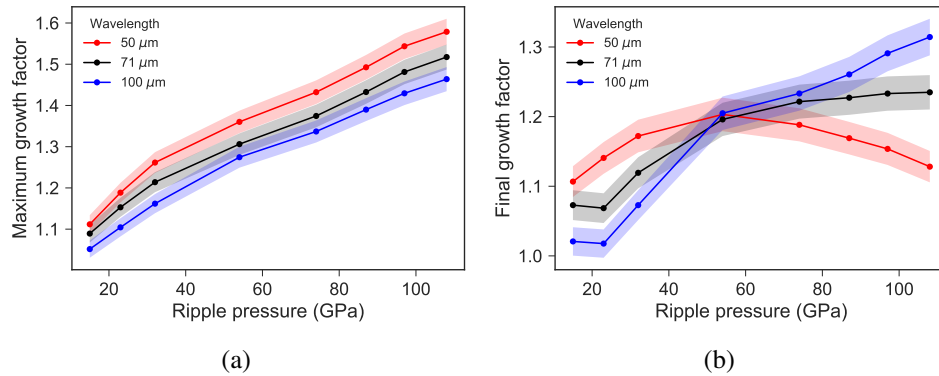 Maximum growth factor
1.6
1.5
1.4
1.3
1.2
1.1
Wavelength
50 μm
71 μm
100 μm
20 40 60 80 100
Ripple pressure (GPa)
(a)
Final growth factor
1.3
1.2
1.1
1.0
Wavelength
50 μm
71 μm
100 μm
20 40 60 80 100
Ripple pressure (GPa)
(b)